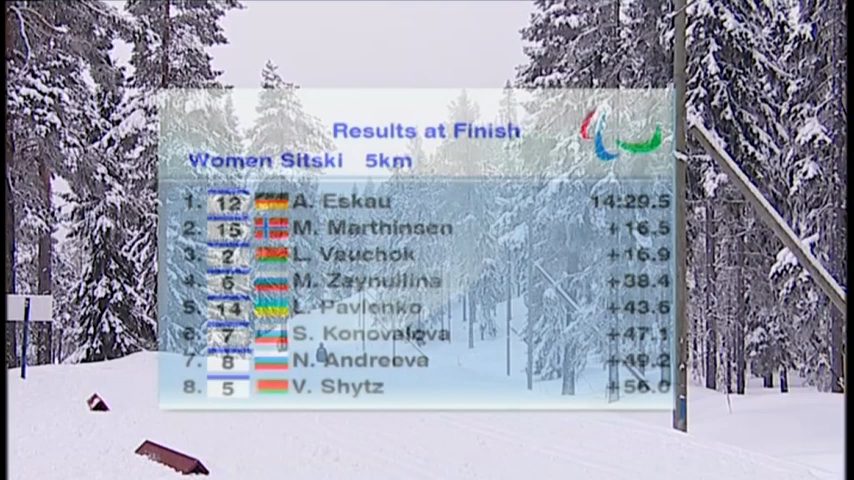 Results at Finish
Women Sitski 5km
1. 12 A. Eskau 14:29.5
2. 15 M. Marthinsen +16.5
3. 2 L. Vauchok +16.9
4. 6 M. Zaynullina +38.4
5. 14 L. Pavlenko +43.6
6. 7 S. Konovalova +47.1
7. 8 N. Andreeva +49.2
8. 5 V. Shytz +56.0